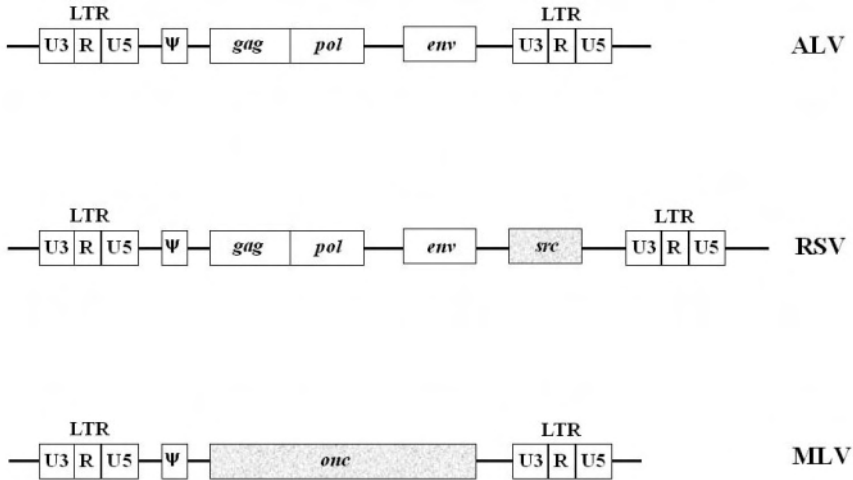 LTR LTR
U3 R U5 Ψ gag pol env U3 R U5 ALV
LTR LTR
U3 R U5 Ψ gag pol env src U3 R U5 RSV
LTR LTR
U3 R U5 Ψ onc U3 R U5 MLV